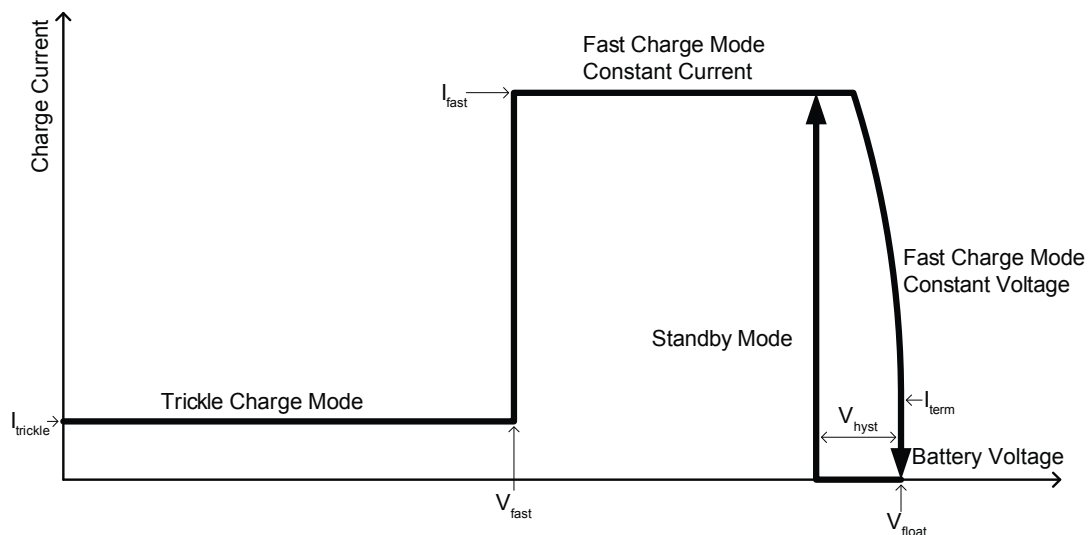 Charge Current
Fast Charge Mode
Constant Current
I_fast
Fast Charge Mode
Constant Voltage
Standby Mode
Trickle Charge Mode
I_term
I_trickle
V_hyst
Battery Voltage
V_fast
V_float